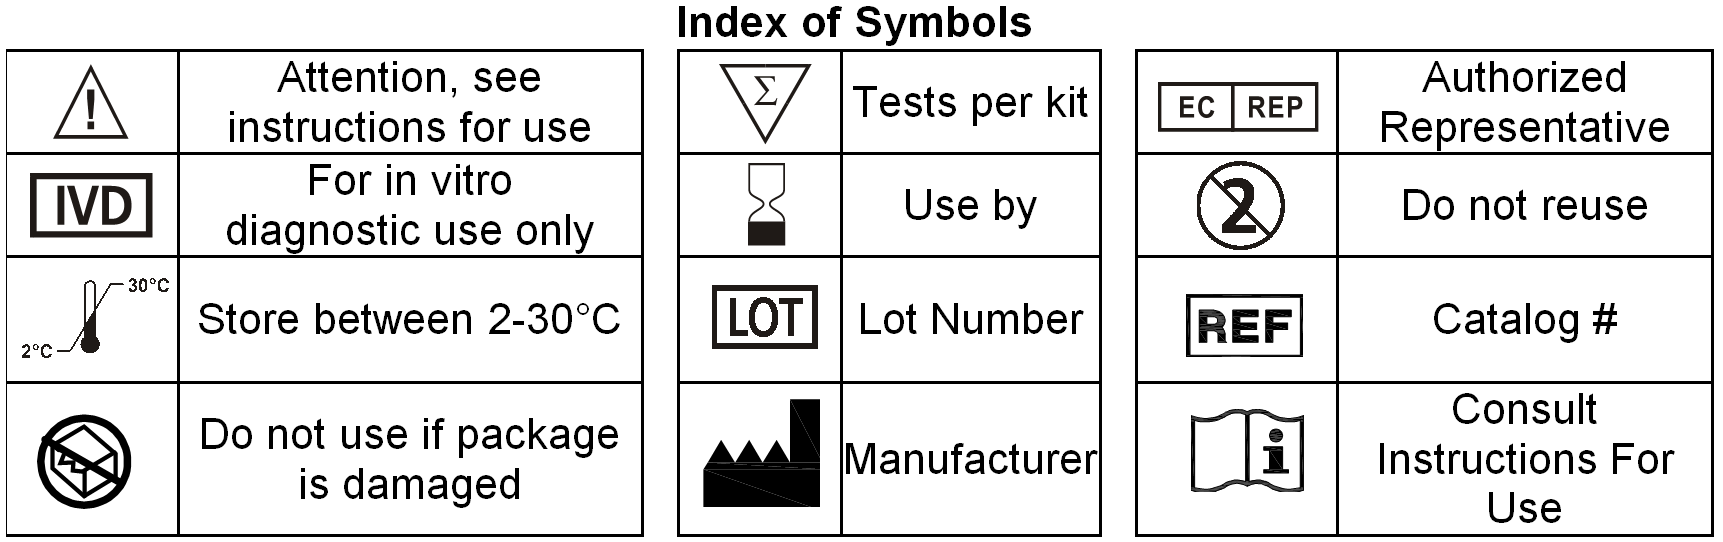 Index of Symbols
!
Attention, see
instructions for use
Σ
Tests per kit
EC REP
Authorized
Representative
IVD
For in vitro
diagnostic use only
Use by
2
Do not reuse
30°C
2°C
Store between 2-30°C
LOT
Lot Number
REF
Catalog #
Do not use if package
is damaged
Manufacturer
i
Consult
Instructions For
Use